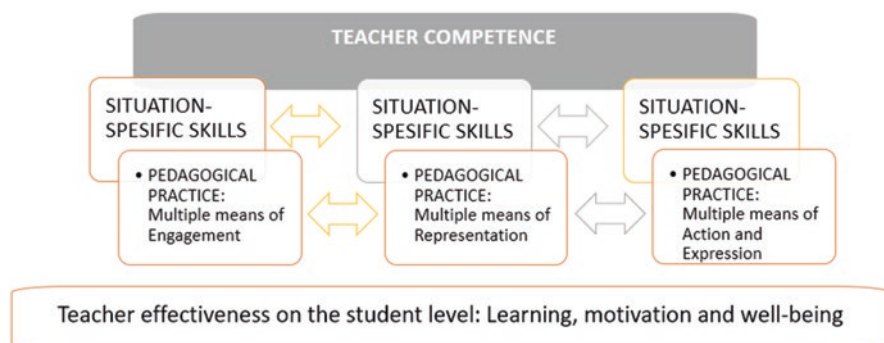 TEACHER COMPETENCE
SITUATION-
SPESIFIC SKILLS
• PEDAGOGICAL
PRACTICE:
Multiple means of
Engagement
SITUATION-
SPESIFIC SKILLS
• PEDAGOGICAL
PRACTICE:
Multiple means of
Representation
SITUATION-
SPESIFIC SKILLS
• PEDAGOGICAL
PRACTICE:
Multiple means of
Action and
Expression
Teacher effectiveness on the student level: Learning, motivation and well-being